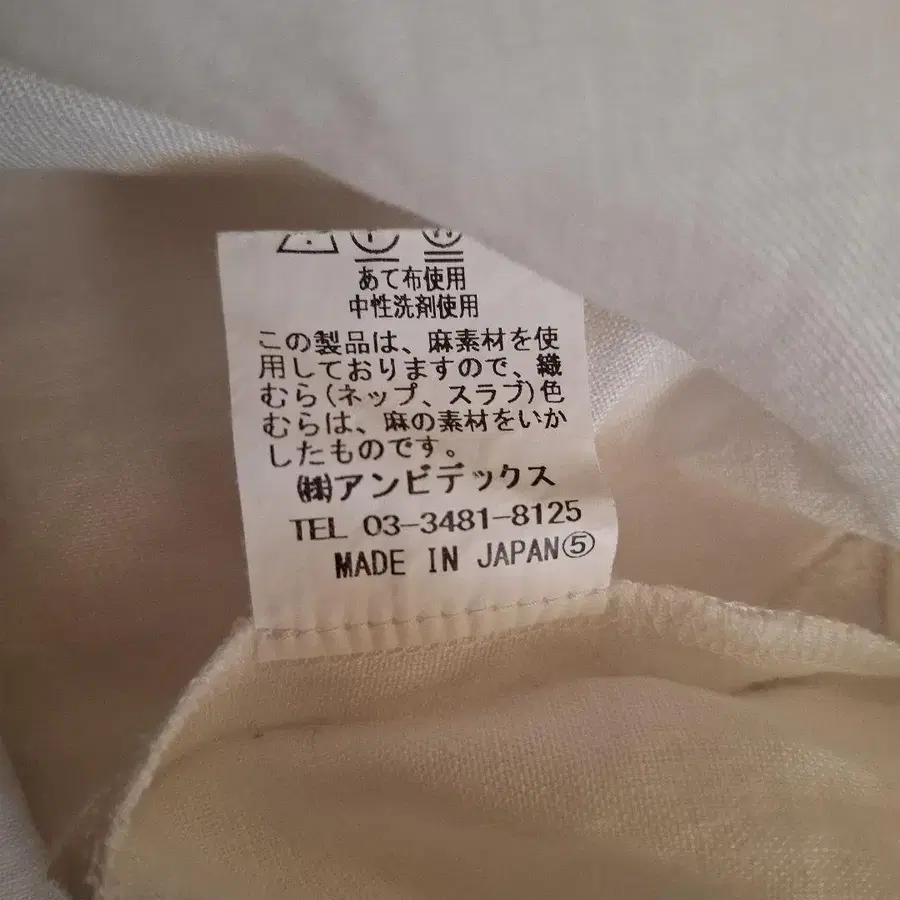 あて布使用
中性洗剤使用
この製品は、麻素材を使
用しておりますので、織
むら(ネップ、スラブ)色
むらは、麻の素材をいか
したものです。
㈱アンビデックス
TEL 03-3481-8125
MADE IN JAPAN⑤